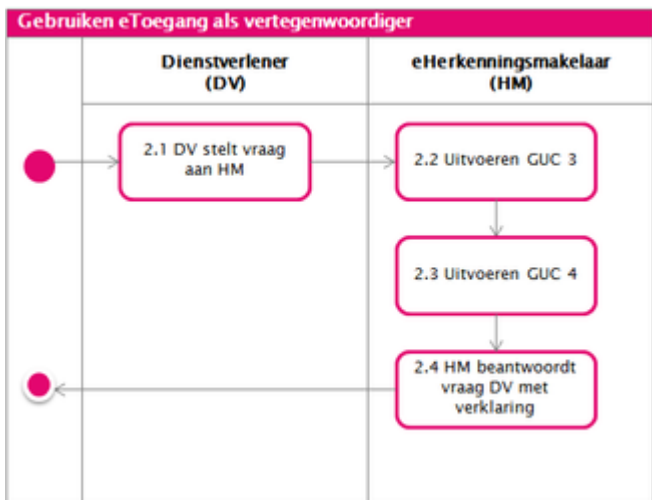 Gebruiken eToegang als vertegenwoordiger
Dienstverlener
(DV)
eHerkenningsmakelaar
(HM)
2.1 DV stelt vraag
aan HM
2.2 Uitvoeren GUC 3
2.3 Uitvoeren GUC 4
2.4 HM beantwoordt
vraag DV met
verklaring